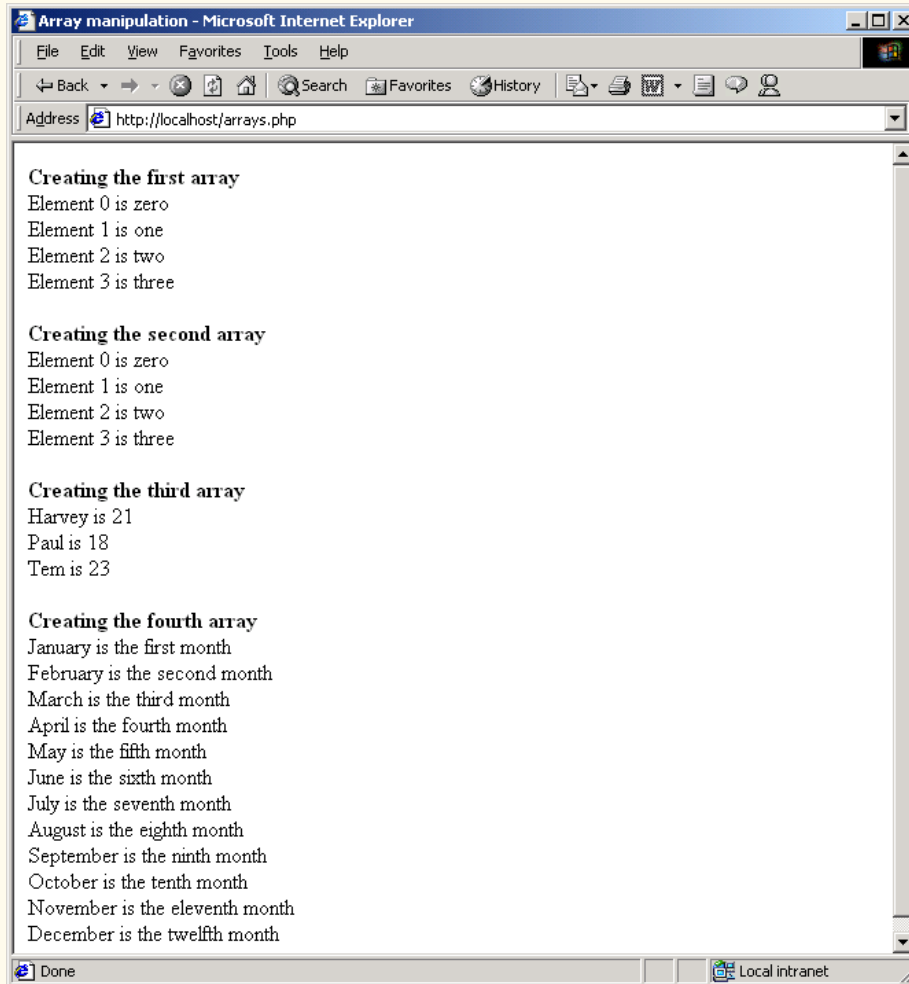 Array manipulation - Microsoft Internet Explorer
File Edit View Favorites Tools Help
Back Search Favorites History
Address http://localhost/arrays.php
Creating the first array
Element 0 is zero
Element 1 is one
Element 2 is two
Element 3 is three
Creating the second array
Element 0 is zero
Element 1 is one
Element 2 is two
Element 3 is three
Creating the third array
Harvey is 21
Paul is 18
Tem is 23
Creating the fourth array
January is the first month
February is the second month
March is the third month
April is the fourth month
May is the fifth month
June is the sixth month
July is the seventh month
August is the eighth month
September is the ninth month
October is the tenth month
November is the eleventh month
December is the twelfth month
Done Local intranet